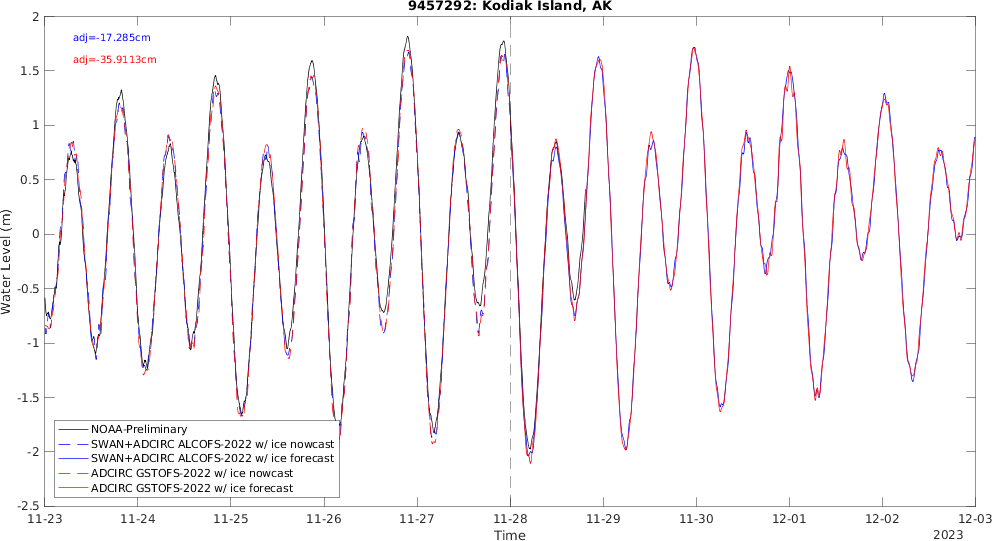 9457292: Kodiak Island, AK
adj=-17.285cm
adj=-35.9113cm
2
1.5
1
0.5
0
-0.5
-1
-1.5
-2
-2.5
Water Level (m)
NOAA-Preliminary
SWAN+ADCIRC ALCOFS-2022 w/ ice nowcast
SWAN+ADCIRC ALCOFS-2022 w/ ice forecast
ADCIRC GSTOFS-2022 w/ ice nowcast
ADCIRC GSTOFS-2022 w/ ice forecast
11-23 11-24 11-25 11-26 11-27 11-28 11-29 11-30 12-01 12-02 12-03
Time
2023